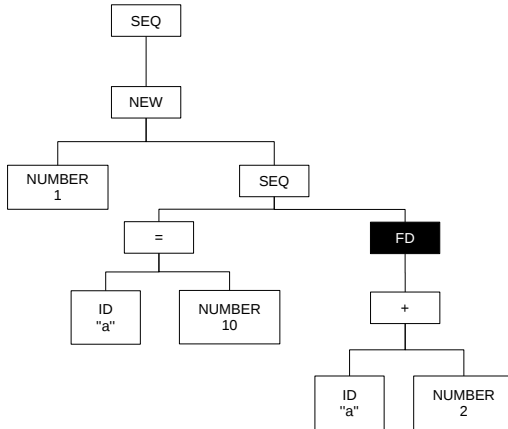 SEQ
NEW
NUMBER
1
SEQ
=
FD
ID
"a"
NUMBER
10
+
ID
"a"
NUMBER
2